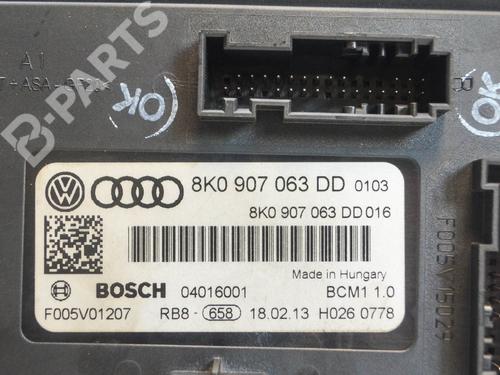 B-PARTS
A1
(OK)
(OK)
8K0 907 063 DD 0103
8K0 907 063 DD 016
Made in Hungary
BOSCH 04016001 BCM1 1.0
F005V01207 RB8- 658 18.02.13 H026 0778
F005V15029